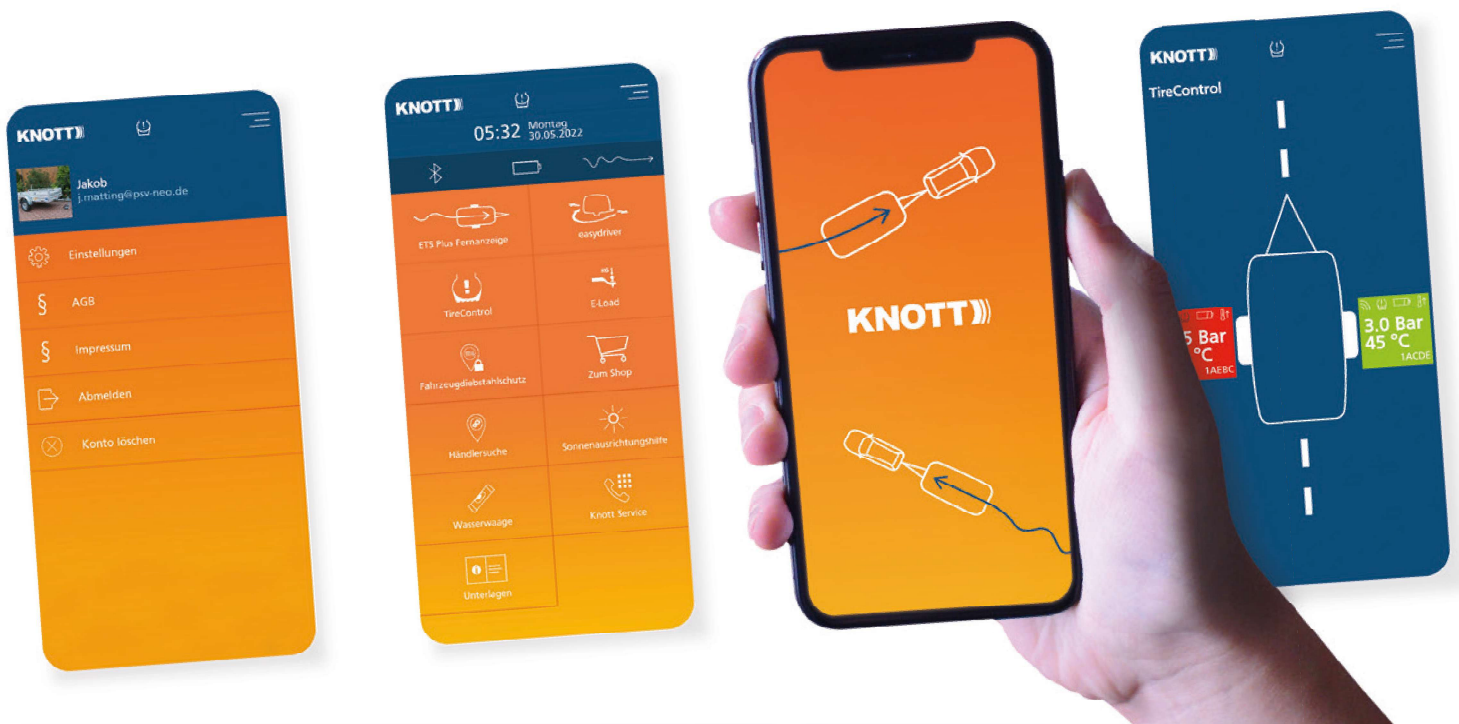 KNOTT
Jakob
j.matting@psv-neo.de
Einstellungen
AGB
Impressum
Abmelden
Konto löschen
KNOTT
05:32 Montag
30.05.2022
ETS Plus Fernanzeige
easydriver
TireControl
E-Load
Fahrzeugdiebstahlschutz
Zum Shop
Händlersuche
Sonnenausrichtungshilfe
Wasserwaage
Knott Service
Unterlagen
KNOTT
KNOTT
TireControl
5 Bar
°C
1AEBC
3.0 Bar
45 °C
1ACDE